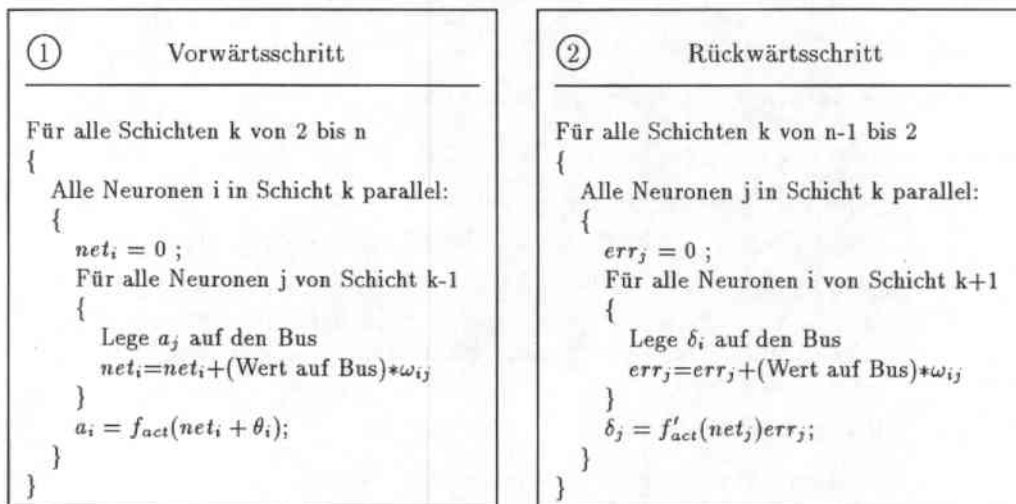 ① Vorwärtsschritt
Für alle Schichten k von 2 bis n
{
Alle Neuronen i in Schicht k parallel:
{
net_i = 0 ;
Für alle Neuronen j von Schicht k-1
{
Lege a_j auf den Bus
net_i=net_i+(Wert auf Bus)*ω_ij
}
a_i = f_act(net_i + θ_i);
}
}
② Rückwärtsschritt
Für alle Schichten k von n-1 bis 2
{
Alle Neuronen j in Schicht k parallel:
{
err_j = 0 ;
Für alle Neuronen i von Schicht k+1
{
Lege δ_i auf den Bus
err_j=err_j+(Wert auf Bus)*ω_ij
}
δ_j = f'_act(net_j)err_j;
}
}